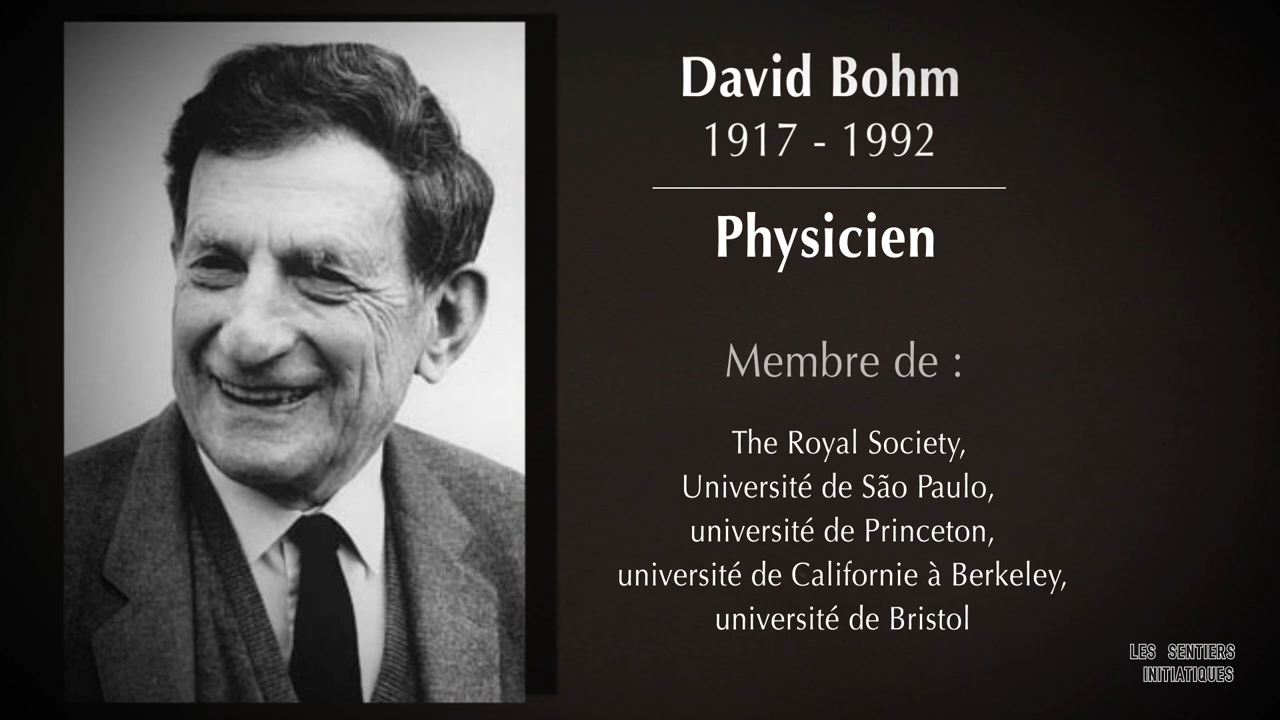 David Bohm
1917 - 1992
Physicien
Membre de :
The Royal Society,
Université de São Paulo,
université de Princeton,
université de Californie à Berkeley,
université de Bristol
LES SENTIERS
INITIATIQUES